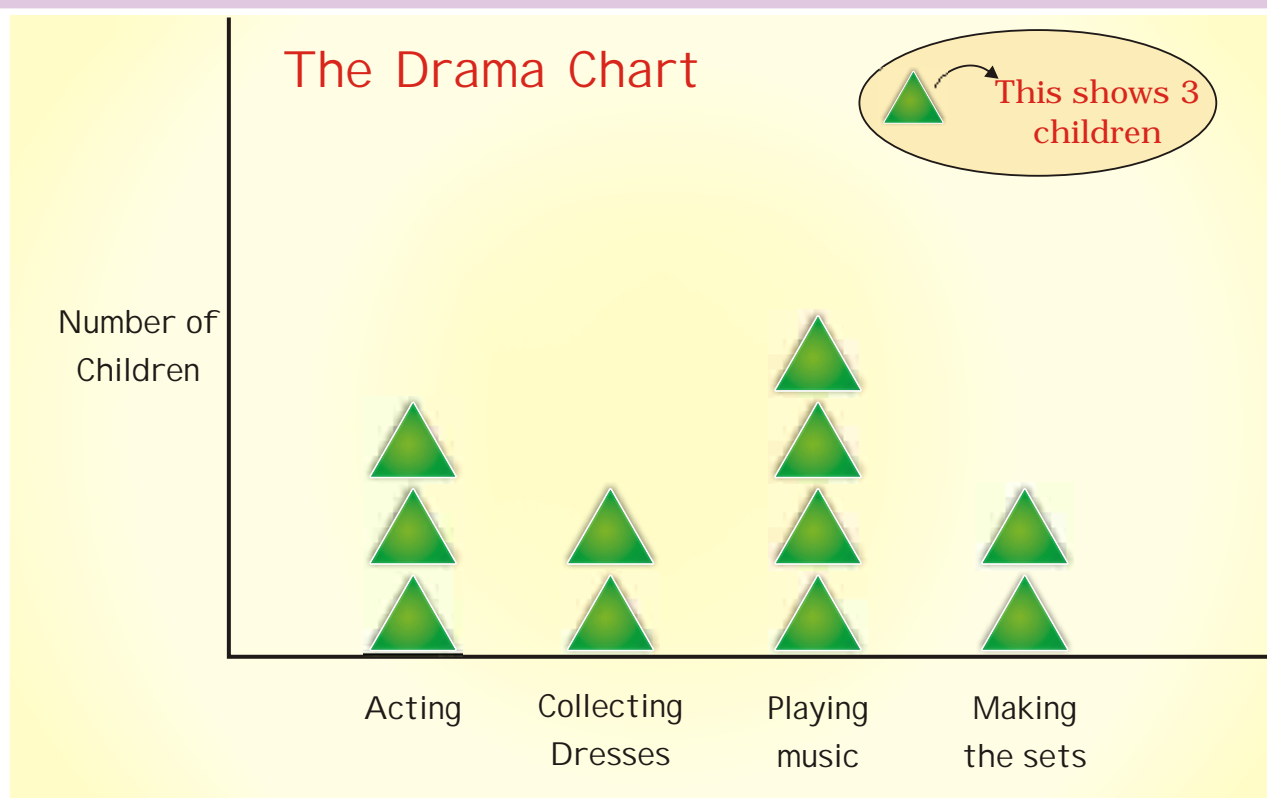 The Drama Chart
This shows 3
children
Number of
Children
Acting
Collecting
Dresses
Playing
music
Making
the sets